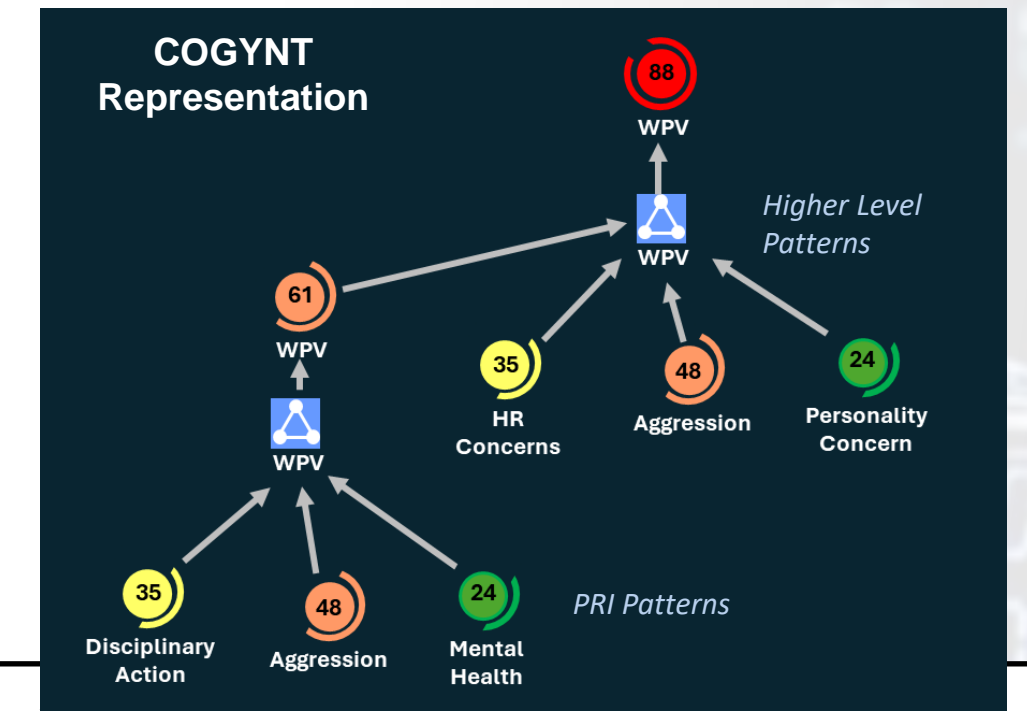 COGYNT
Representation
88
WPV
Higher Level
Patterns
WPV
61
WPV
35
HR
Concerns
48
Aggression
24
Personality
Concern
WPV
35
Disciplinary
Action
48
Aggression
24
Mental
Health
PRI Patterns